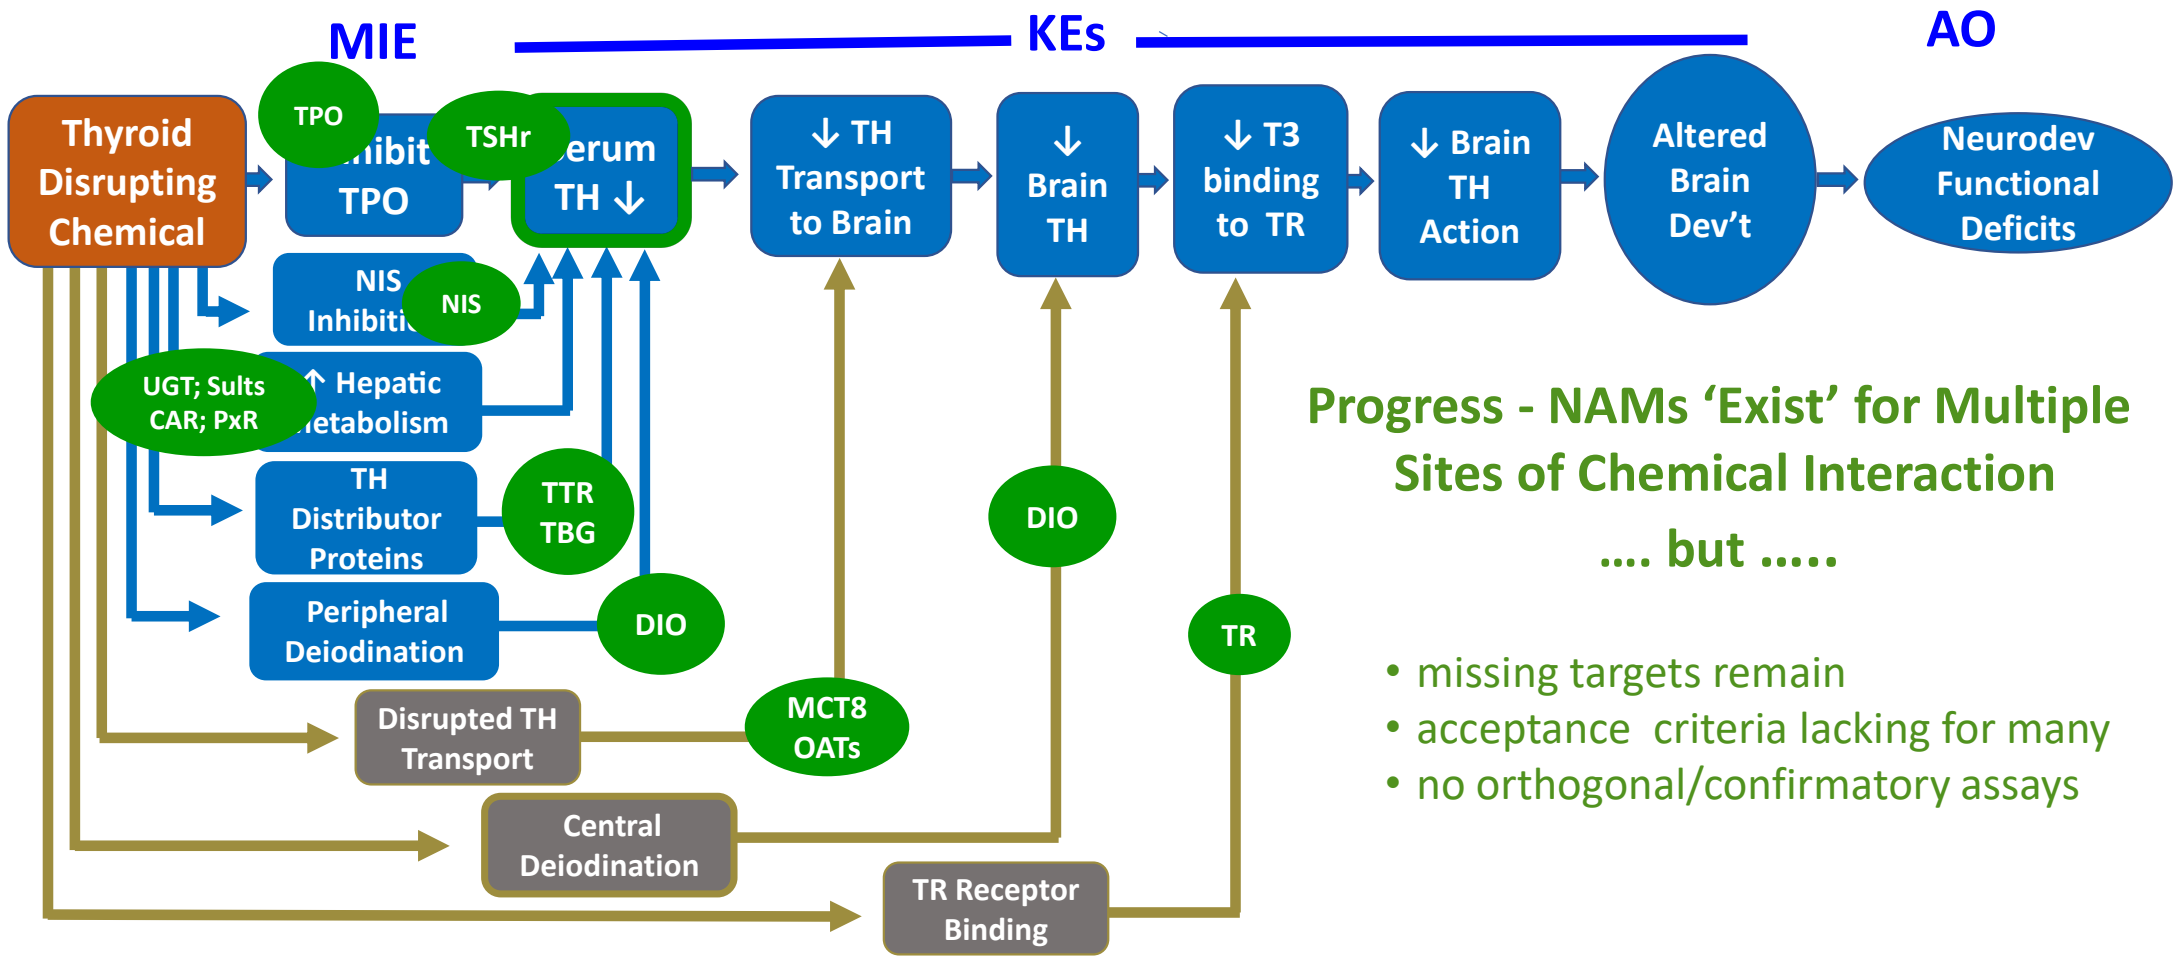 MIE
KEs
AO
Thyroid
Disrupting
Chemical
TPO
nhibit
TPO
TSHr
erum
TH ↓
↓ TH
Transport
to Brain
↓
Brain
TH
↓ T3
binding
to TR
↓ Brain
TH
Action
Altered
Brain
Dev't
Neurodev
Functional
Deficits
NIS
Inhibiti
NIS
UGT; Sults
CAR; PxR
↑ Hepatic
etabolism
TH
Distributor
Proteins
TTR
TBG
Peripheral
Deiodination
DIO
Disrupted TH
Transport
MCT8
OATs
Central
Deiodination
DIO
TR Receptor
Binding
TR
Progress - NAMs ‘Exist’ for Multiple
Sites of Chemical Interaction
.... but .....
• missing targets remain
• acceptance criteria lacking for many
• no orthogonal/confirmatory assays